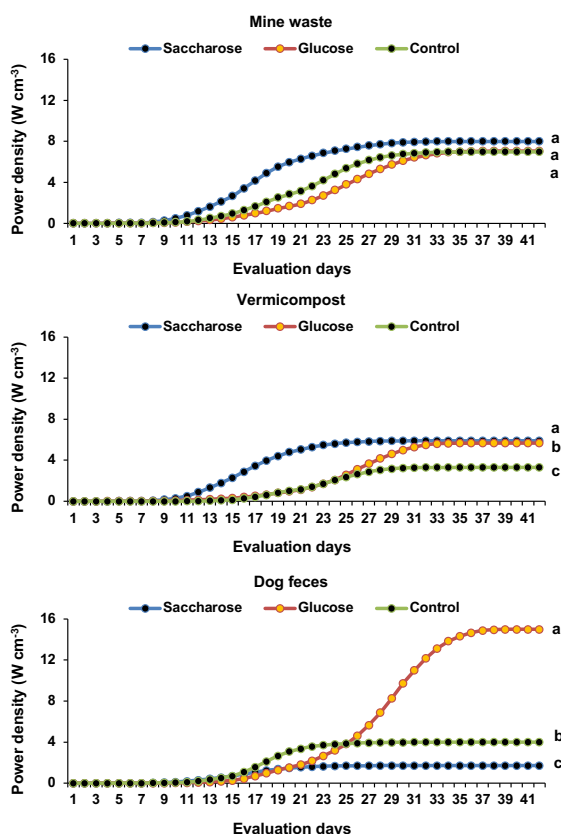 Mine waste
Saccharose Glucose Control
Power density (W cm⁻³)
16
12
8
4
0
a
a
a
1 3 5 7 9 11 13 15 17 19 21 23 25 27 29 31 33 35 37 39 41
Evaluation days
Vermicompost
Saccharose Glucose Control
Power density (W cm⁻³)
16
12
8
4
0
a
b
c
1 3 5 7 9 11 13 15 17 19 21 23 25 27 29 31 33 35 37 39 41
Evaluation days
Dog feces
Saccharose Glucose Control
Power density (W cm⁻³)
16
12
8
4
0
a
b
c
1 3 5 7 9 11 13 15 17 19 21 23 25 27 29 31 33 35 37 39 41
Evaluation days